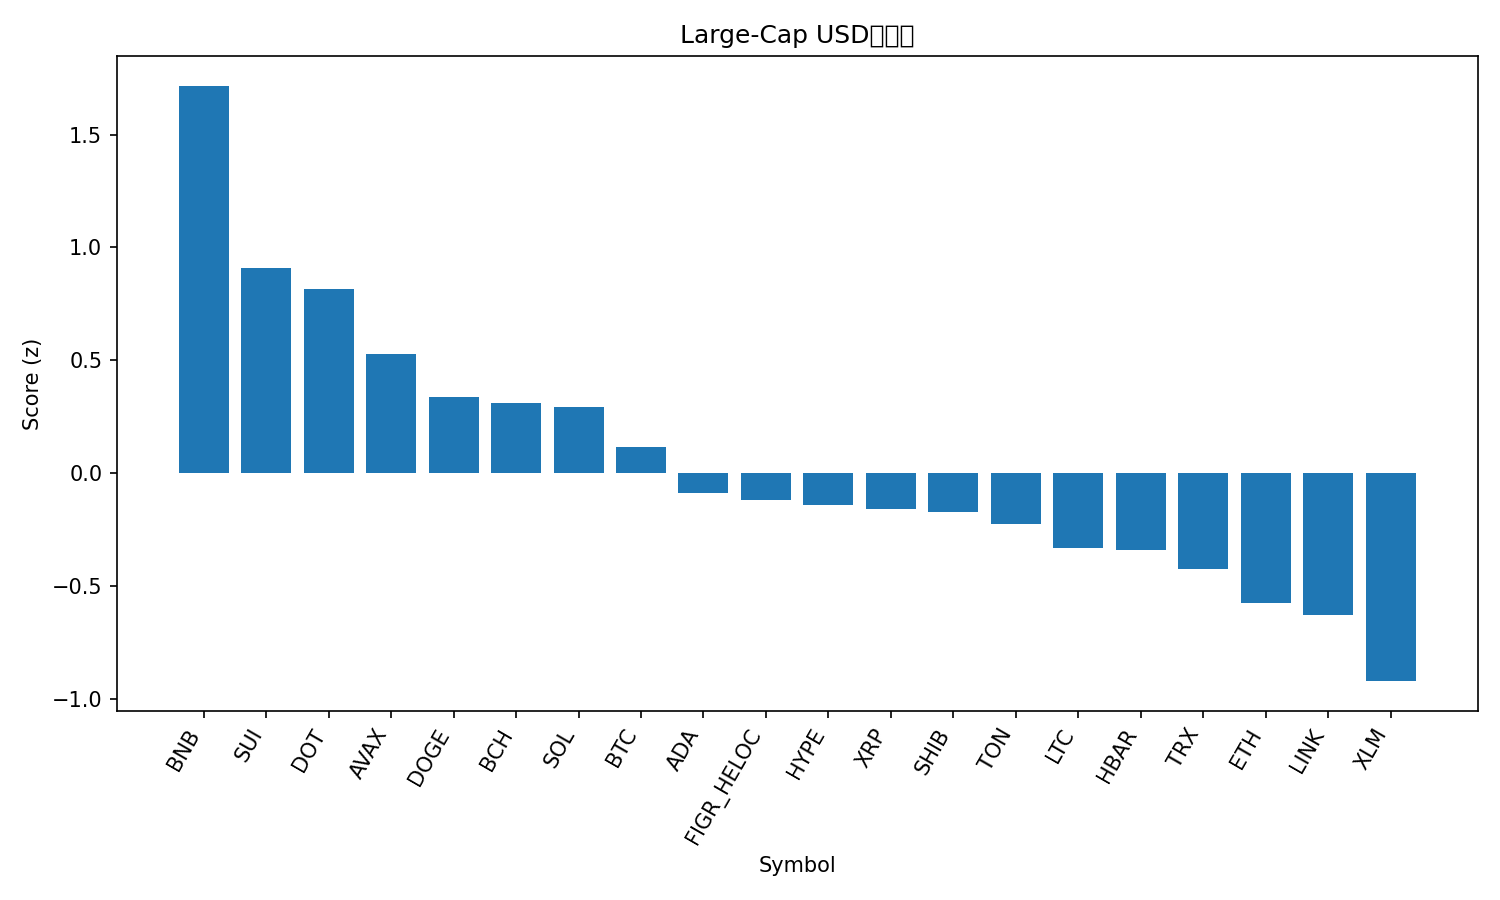 Large-Cap USD
Score (z)
1.5
1.0
0.5
0.0
−0.5
−1.0
BNB
SUI
DOT
AVAX
DOGE
BCH
SOL
BTC
ADA
FIGR_HELOC
HYPE
XRP
SHIB
TON
LTC
HBAR
TRX
ETH
LINK
XLM
Symbol